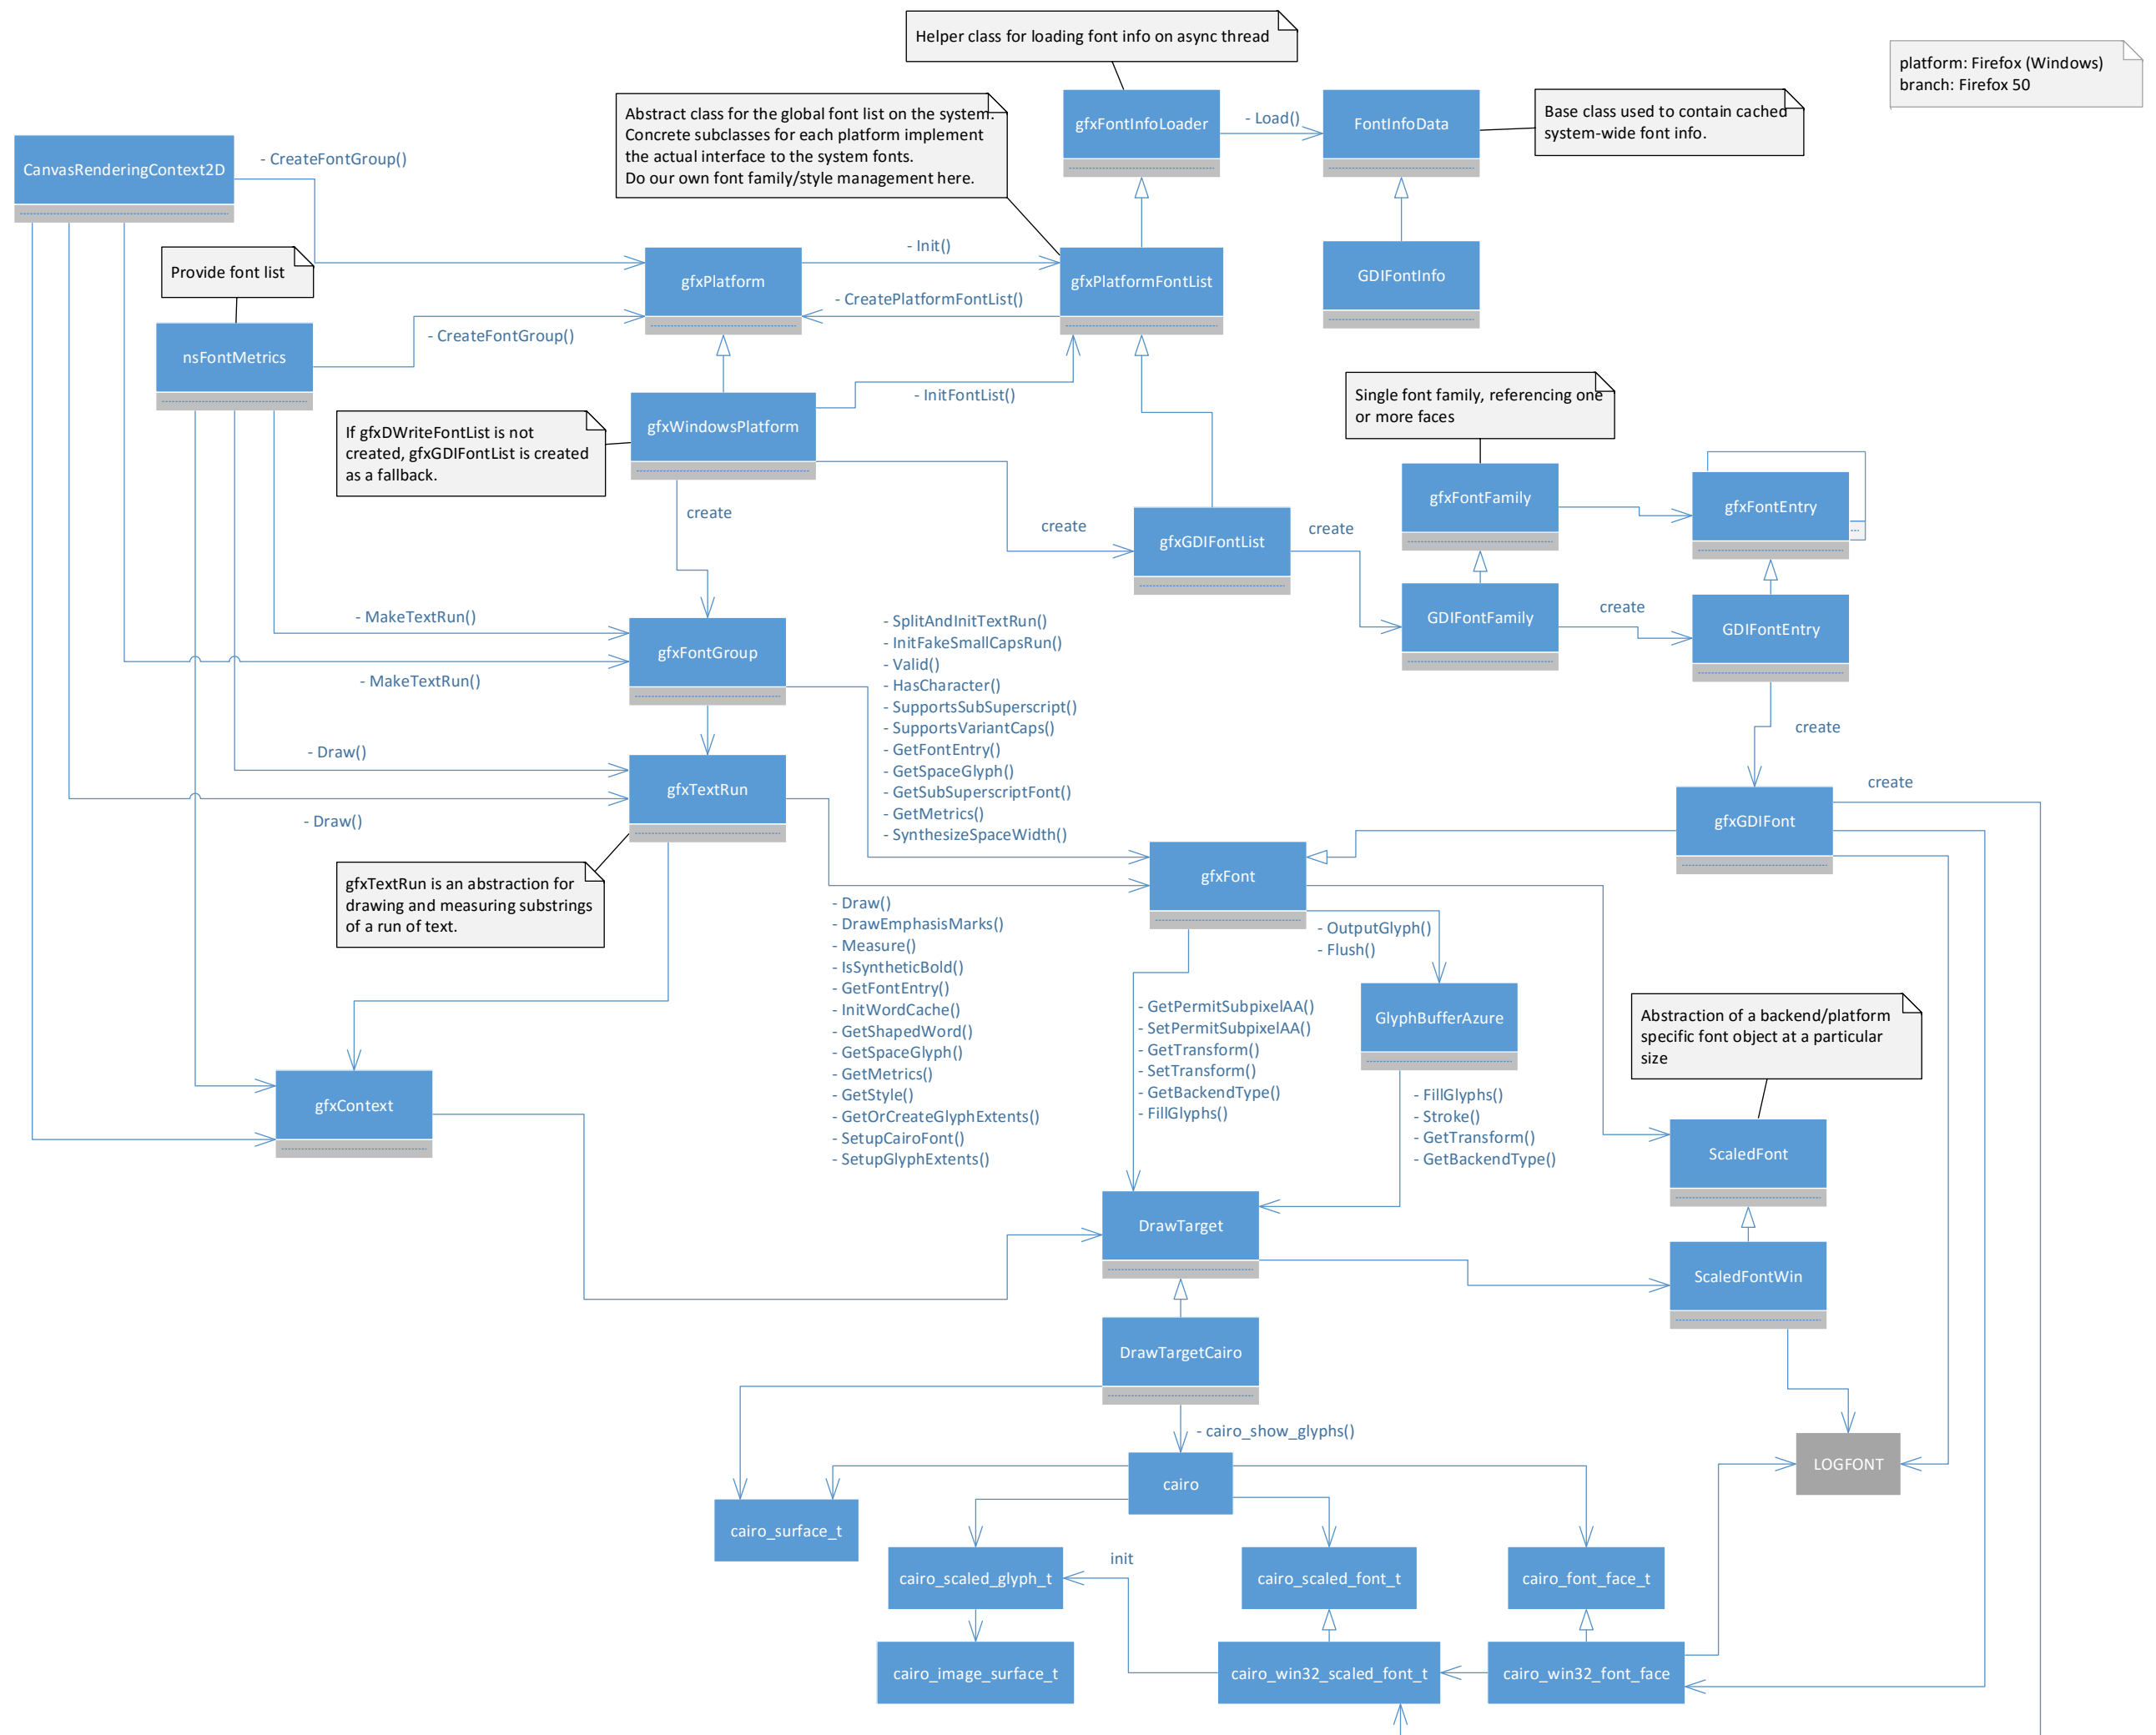 Helper class for loading font info on async thread
platform: Firefox (Windows)
branch: Firefox 50
Abstract class for the global font list on the system.
Concrete subclasses for each platform implement
the actual interface to the system fonts.
Do our own font family/style management here.
gfxFontInfoLoader
- Load()
FontInfoData
Base class used to contain cached
system-wide font info.
CanvasRenderingContext2D
- CreateFontGroup()
Provide font list
gfxPlatform
- Init()
- CreatePlatformFontList()
gfxPlatformFontList
GDIFontInfo
nsFontMetrics
- CreateFontGroup()
- InitFontList()
If gfxDWriteFontList is not
created, gfxGDIFontList is created
as a fallback.
gfxWindowsPlatform
Single font family, referencing one
or more faces
create
create
gfxGDIFontList
create
gfxFontFamily
gfxFontEntry
...
GDIFontFamily
create
GDIFontEntry
- MakeTextRun()
- MakeTextRun()
gfxFontGroup
- SplitAndInitTextRun()
- InitFakeSmallCapsRun()
- Valid()
- HasCharacter()
- SupportsSubSuperscript()
- SupportsVariantCaps()
- GetFontEntry()
- GetSpaceGlyph()
- GetSubSuperscriptFont()
- GetMetrics()
- SynthesizeSpaceWidth()
create
- Draw()
- Draw()
gfxTextRun
gfxGDIFont
create
gfxTextRun is an abstraction for
drawing and measuring substrings
of a run of text.
gfxFont
- Draw()
- DrawEmphasisMarks()
- Measure()
- IsSyntheticBold()
- GetFontEntry()
- InitWordCache()
- GetShapedWord()
- GetSpaceGlyph()
- GetMetrics()
- GetStyle()
- GetOrCreateGlyphExtents()
- SetupCairoFont()
- SetupGlyphExtents()
- OutputGlyph()
- Flush()
- GetPermitSubpixelAA()
- SetPermitSubpixelAA()
- GetTransform()
- SetTransform()
- GetBackendType()
- FillGlyphs()
GlyphBufferAzure
- FillGlyphs()
- Stroke()
- GetTransform()
- GetBackendType()
Abstraction of a backend/platform
specific font object at a particular
size
gfxContext
ScaledFont
DrawTarget
ScaledFontWin
DrawTargetCairo
- cairo_show_glyphs()
LOGFONT
cairo
cairo_surface_t
init
cairo_scaled_glyph_t
cairo_scaled_font_t
cairo_font_face_t
cairo_image_surface_t
cairo_win32_scaled_font_t
cairo_win32_font_face